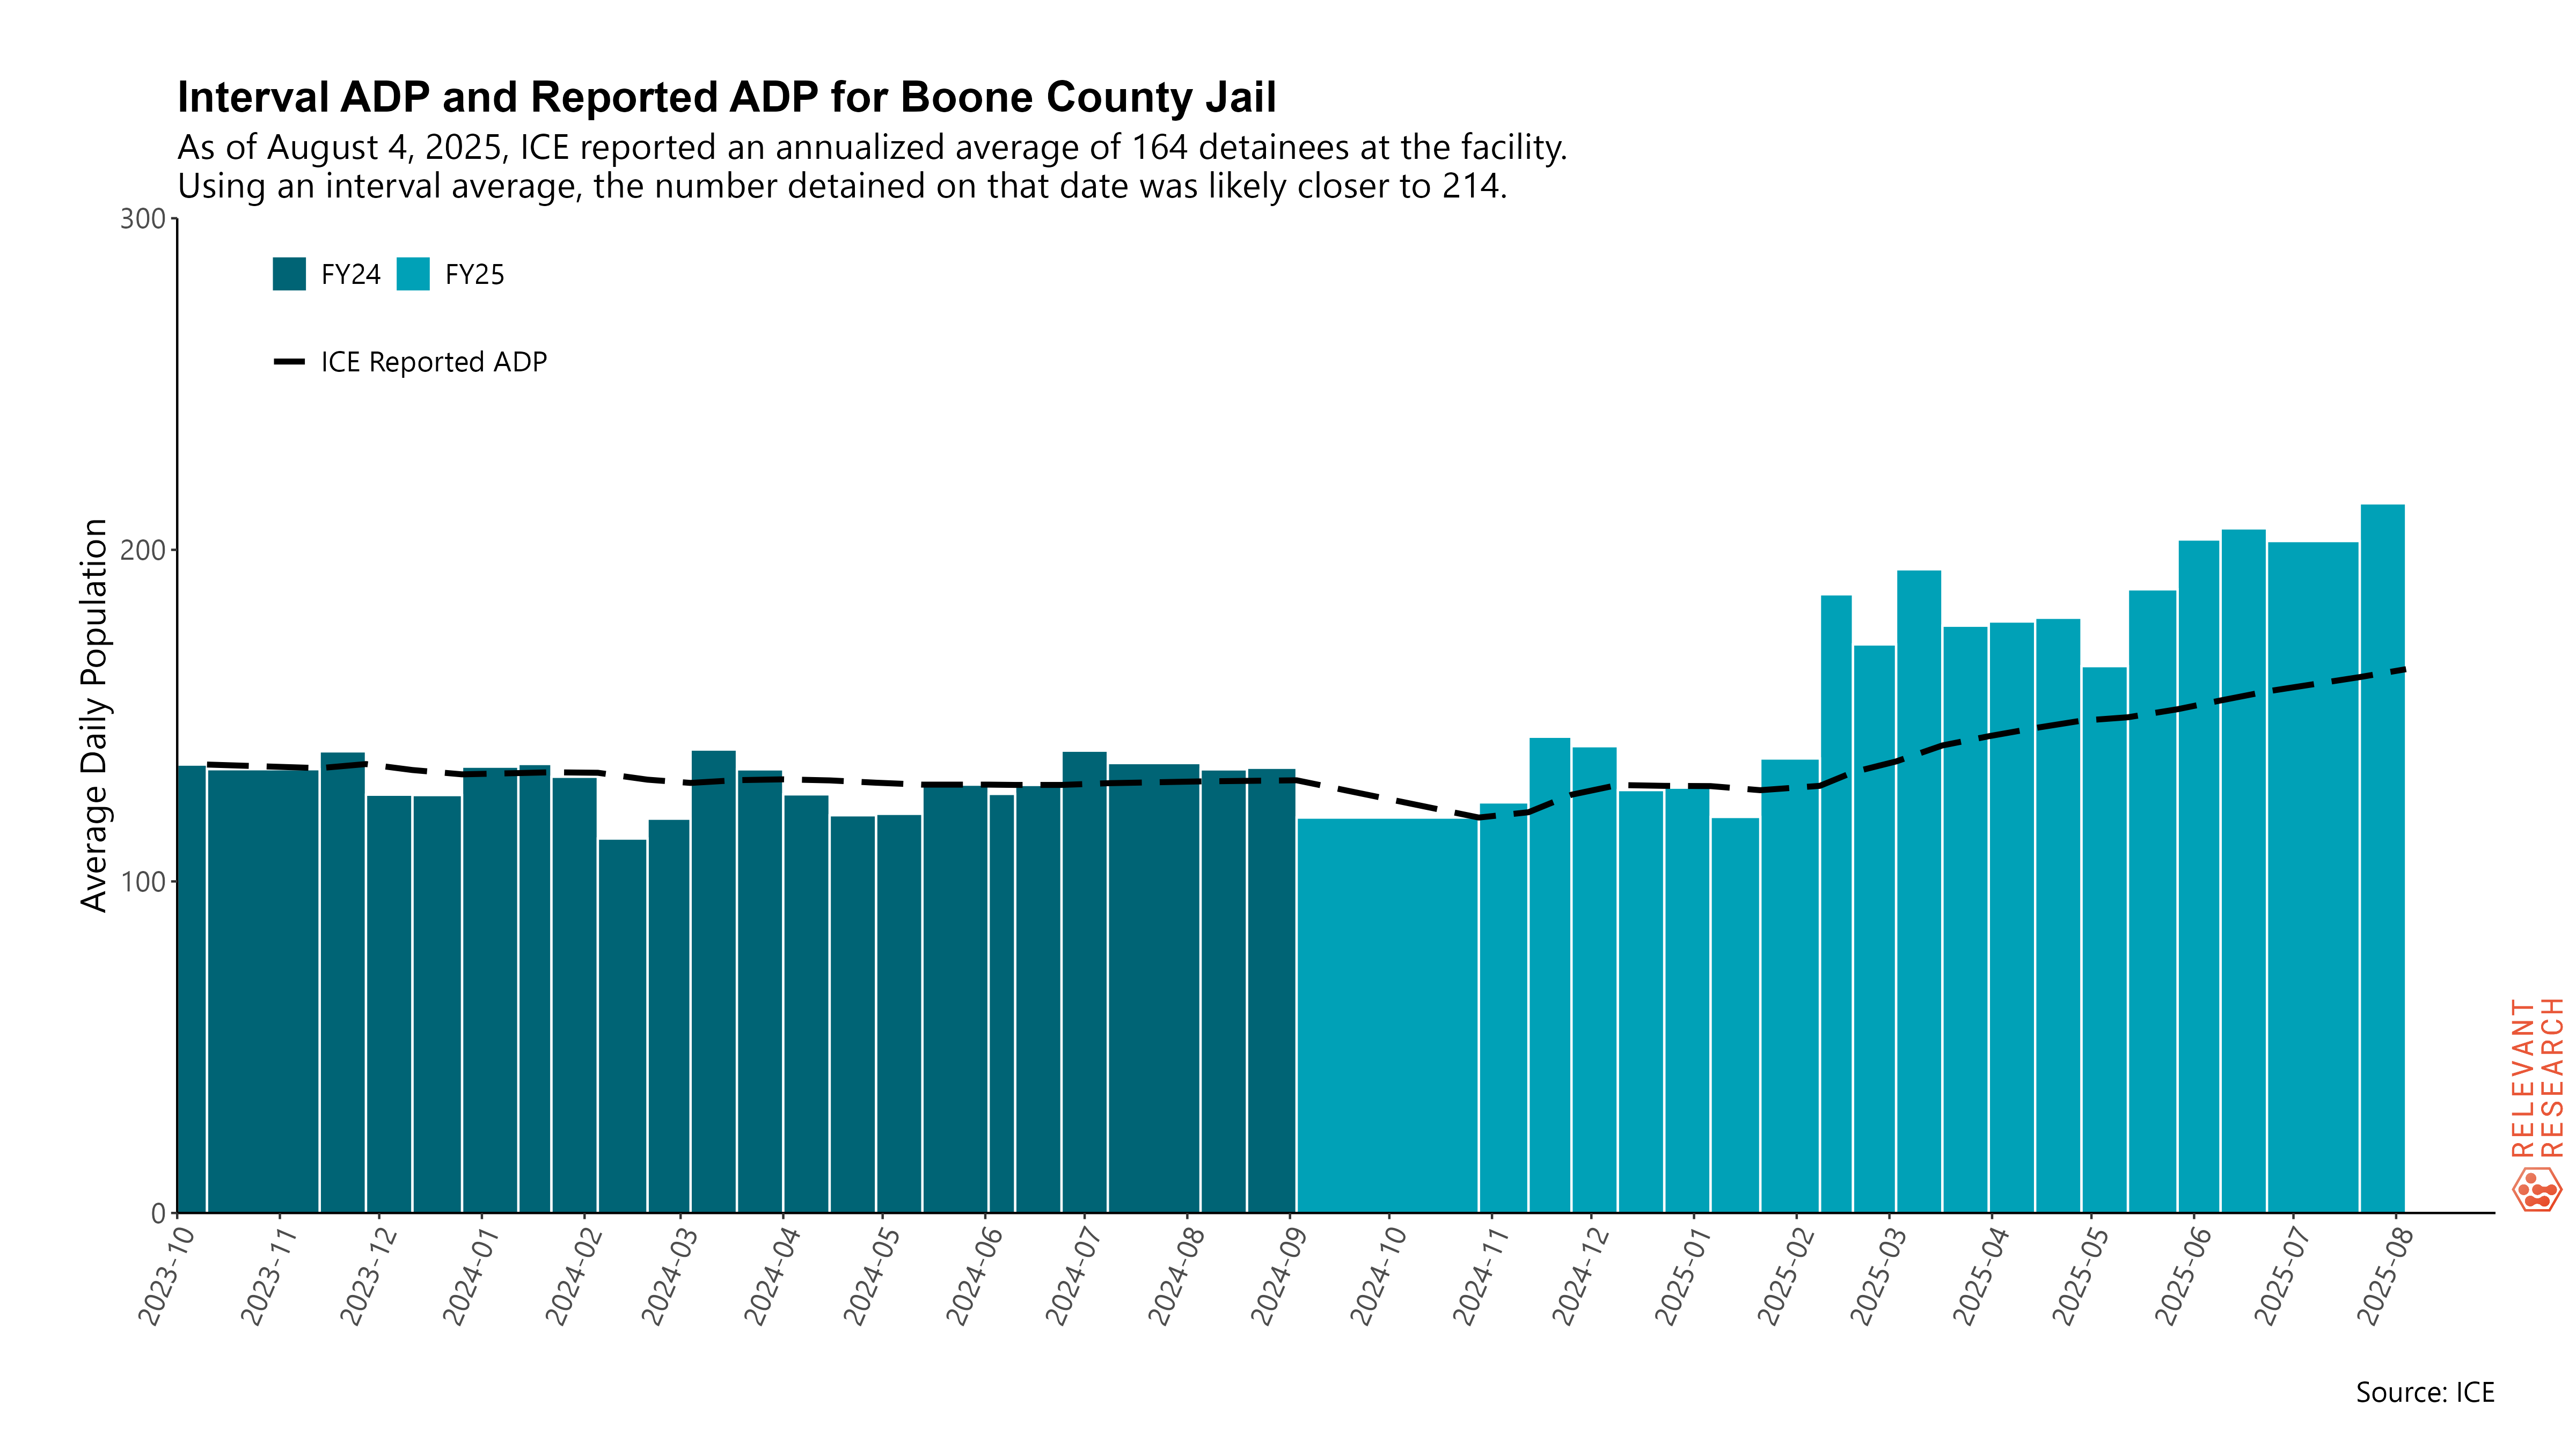 Interval ADP and Reported ADP for Boone County Jail
As of August 4, 2025, ICE reported an annualized average of 164 detainees at the facility.
Using an interval average, the number detained on that date was likely closer to 214.
300
FY24
FY25
ICE Reported ADP
Average Daily Population
200
100
0
2023-10
2023-11
2023-12
2024-01
2024-02
2024-03
2024-04
2024-05
2024-06
2024-07
2024-08
2024-09
2024-10
2024-11
2024-12
2025-01
2025-02
2025-03
2025-04
2025-05
2025-06
2025-07
2025-08
RELEVANT
RESEARCH
Source: ICE